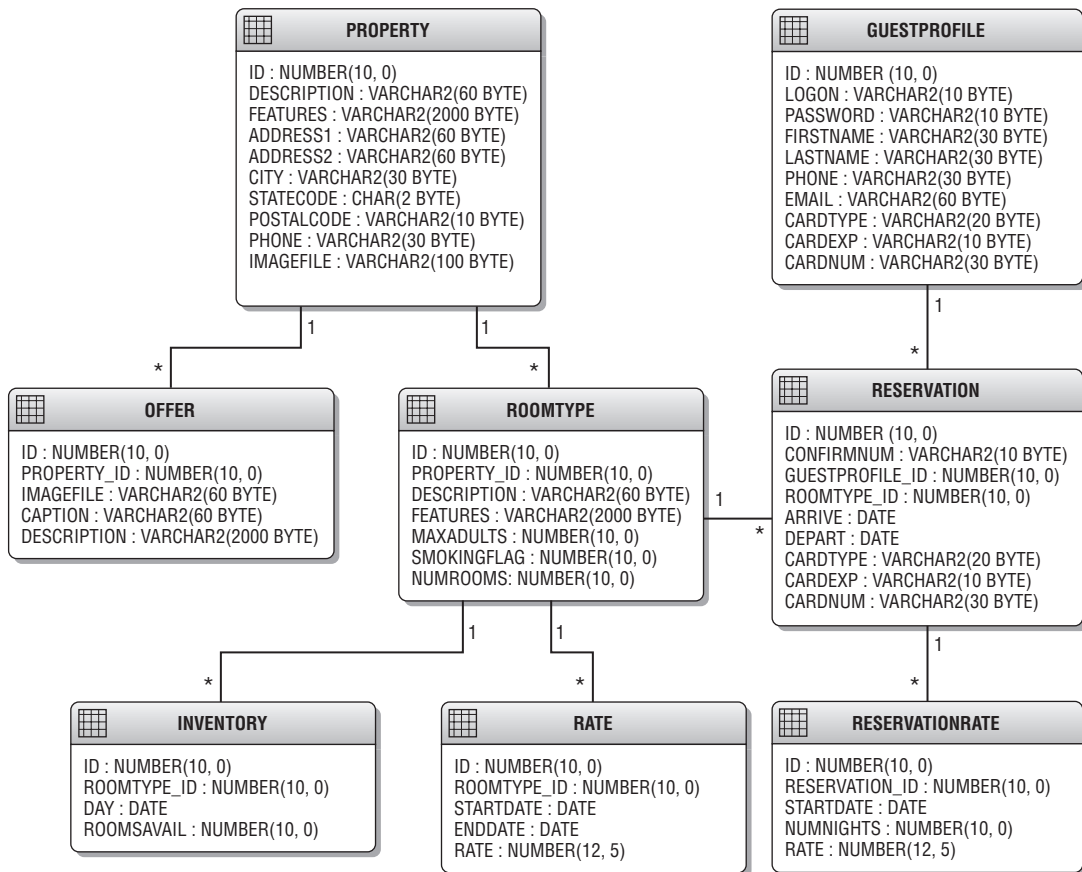 PROPERTY
ID : NUMBER(10, 0)
DESCRIPTION : VARCHAR2(60 BYTE)
FEATURES : VARCHAR2(2000 BYTE)
ADDRESS1 : VARCHAR2(60 BYTE)
ADDRESS2 : VARCHAR2(60 BYTE)
CITY : VARCHAR2(30 BYTE)
STATECODE : CHAR(2 BYTE)
POSTALCODE : VARCHAR2(10 BYTE)
PHONE : VARCHAR2(30 BYTE)
IMAGEFILE : VARCHAR2(100 BYTE)
GUESTPROFILE
ID : NUMBER (10, 0)
LOGON : VARCHAR2(10 BYTE)
PASSWORD : VARCHAR2(10 BYTE)
FIRSTNAME : VARCHAR2(30 BYTE)
LASTNAME : VARCHAR2(30 BYTE)
PHONE : VARCHAR2(30 BYTE)
EMAIL : VARCHAR2(60 BYTE)
CARDTYPE : VARCHAR2(20 BYTE)
CARDEXP : VARCHAR2(10 BYTE)
CARDNUM : VARCHAR2(30 BYTE)
1
1
1
*
*
*
OFFER
ID : NUMBER(10, 0)
PROPERTY_ID : NUMBER(10, 0)
IMAGEFILE : VARCHAR2(60 BYTE)
CAPTION : VARCHAR2(60 BYTE)
DESCRIPTION : VARCHAR2(2000 BYTE)
ROOMTYPE
ID : NUMBER(10, 0)
PROPERTY_ID : NUMBER(10, 0)
DESCRIPTION : VARCHAR2(60 BYTE)
FEATURES : VARCHAR2(2000 BYTE)
MAXADULTS : NUMBER(10, 0)
SMOKINGFLAG : NUMBER(10, 0)
NUMROOMS: NUMBER(10, 0)
1
*
RESERVATION
ID : NUMBER (10, 0)
CONFIRMNUM : VARCHAR2(10 BYTE)
GUESTPROFILE_ID : NUMBER(10, 0)
ROOMTYPE_ID : NUMBER(10, 0)
ARRIVE : DATE
DEPART : DATE
CARDTYPE : VARCHAR2(20 BYTE)
CARDEXP : VARCHAR2(10 BYTE)
CARDNUM : VARCHAR2(30 BYTE)
1
1
1
*
*
*
INVENTORY
ID : NUMBER(10, 0)
ROOMTYPE_ID : NUMBER(10, 0)
DAY : DATE
ROOMSAVAIL : NUMBER(10, 0)
RATE
ID : NUMBER(10, 0)
ROOMTYPE_ID : NUMBER(10, 0)
STARTDATE : DATE
ENDDATE : DATE
RATE : NUMBER(12, 5)
RESERVATIONRATE
ID : NUMBER(10, 0)
RESERVATION_ID : NUMBER(10, 0)
STARTDATE : DATE
NUMNIGHTS : NUMBER(10, 0)
RATE : NUMBER(12, 5)